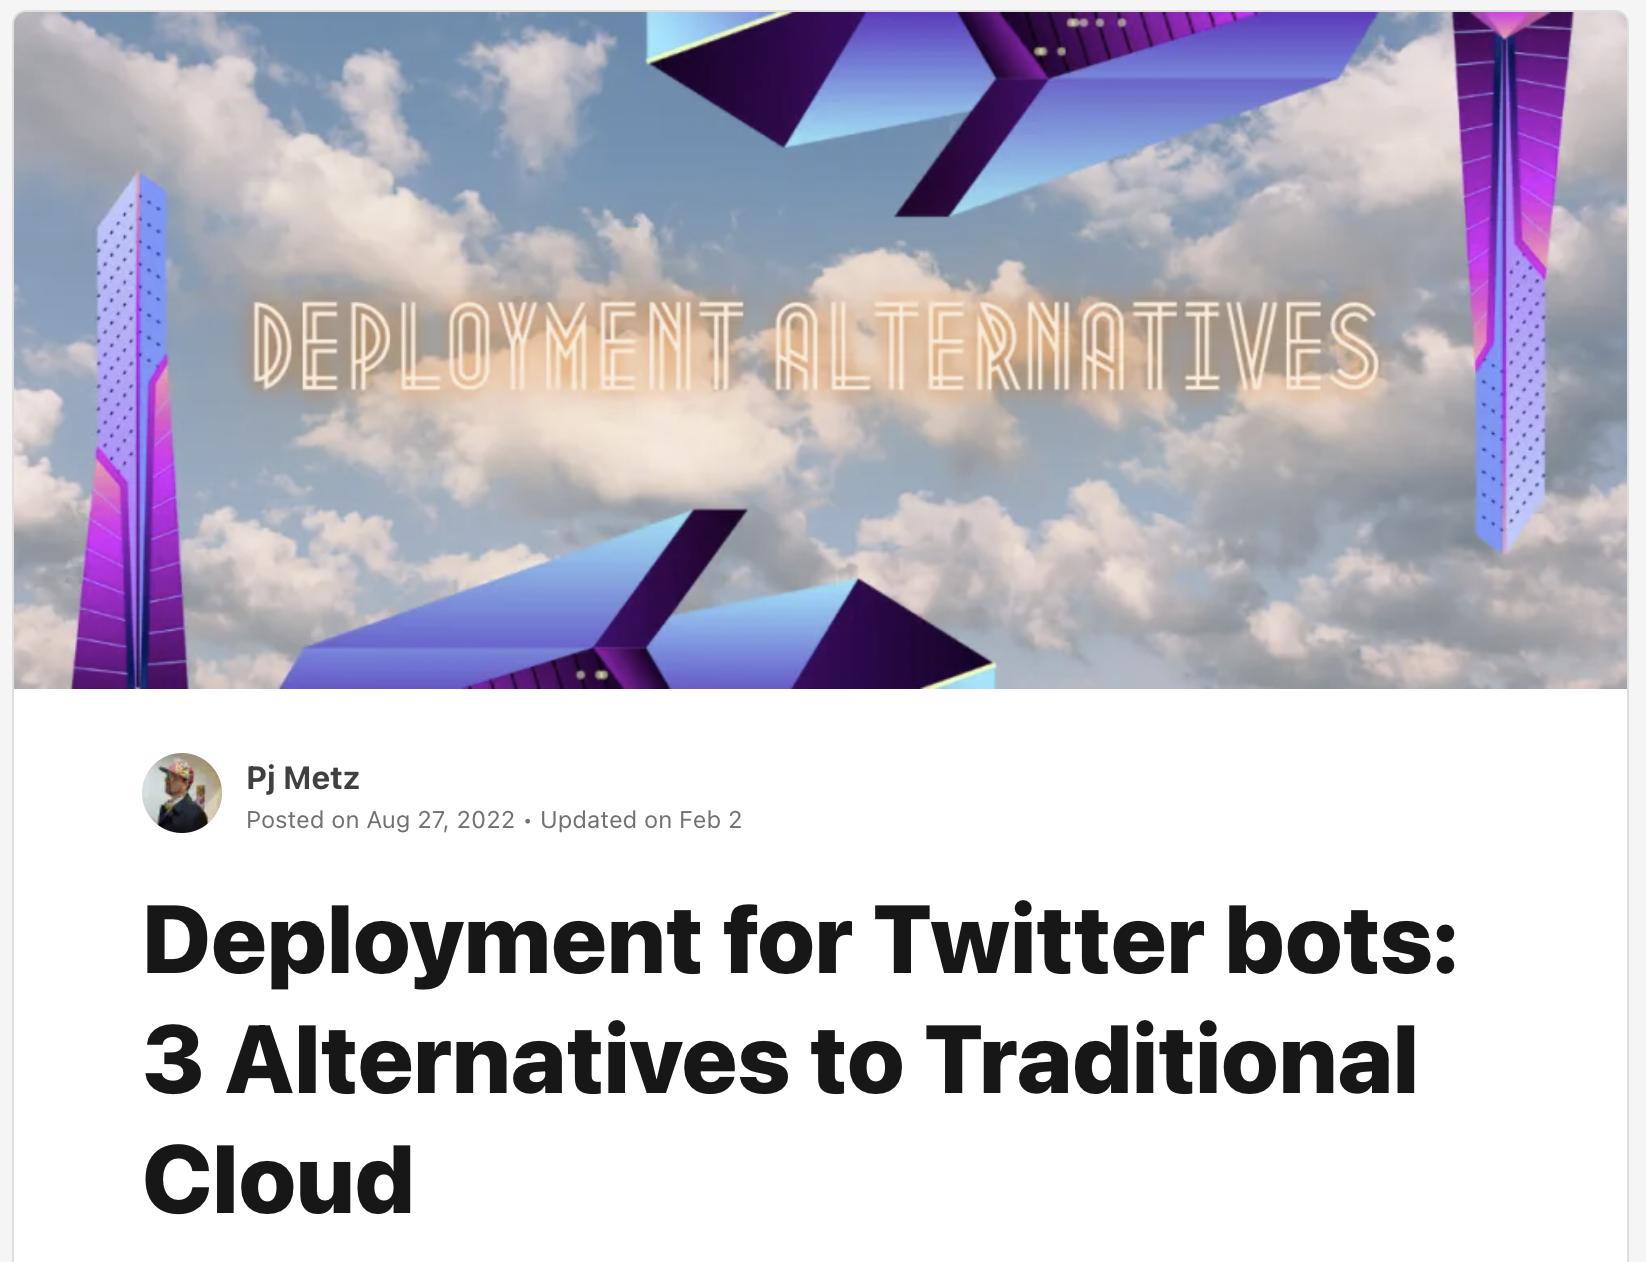 DEPLOYMENT ALTERNATIVES
Pj Metz
Posted on Aug 27, 2022 • Updated on Feb 2
Deployment for Twitter bots:
3 Alternatives to Traditional
Cloud